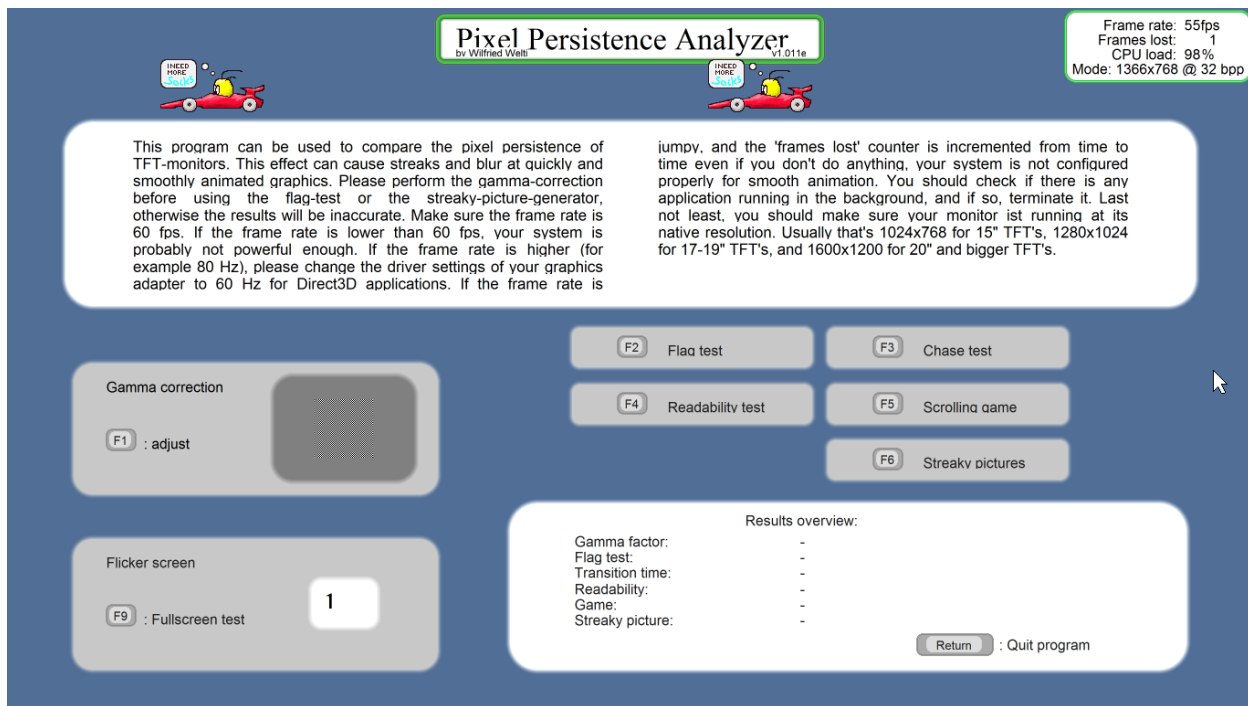 Pixel Persistence Analyzer
by Wilfried Welti
v1.011e
Frame rate: 55fps
Frames lost: 1
CPU load: 98%
Mode: 1366x768 @ 32 bpp
I NEED
MORE
Socks
I NEED
MORE
Socks
This program can be used to compare the pixel persistence of
TFT-monitors. This effect can cause streaks and blur at quickly and
smoothly animated graphics. Please perform the gamma-correction
before using the flag-test or the streaky-picture-generator,
otherwise the results will be inaccurate. Make sure the frame rate is
60 fps. If the frame rate is lower than 60 fps, your system is
probably not powerful enough. If the frame rate is higher (for
example 80 Hz), please change the driver settings of your graphics
adapter to 60 Hz for Direct3D applications. If the frame rate is
jumpy, and the 'frames lost' counter is incremented from time to
time even if you don't do anything, your system is not configured
properly for smooth animation. You should check if there is any
application running in the background, and if so, terminate it. Last
not least, you should make sure your monitor ist running at its
native resolution. Usually that's 1024x768 for 15" TFT's, 1280x1024
for 17-19" TFT's, and 1600x1200 for 20" and bigger TFT's.
F2 Flag test
F3 Chase test
F4 Readability test
F5 Scrolling game
F6 Streaky pictures
Gamma correction
F1 : adjust
Flicker screen
F9 : Fullscreen test
1
Results overview:
Gamma factor: -
Flag test: -
Transition time: -
Readability: -
Game: -
Streaky picture: -
Return : Quit program